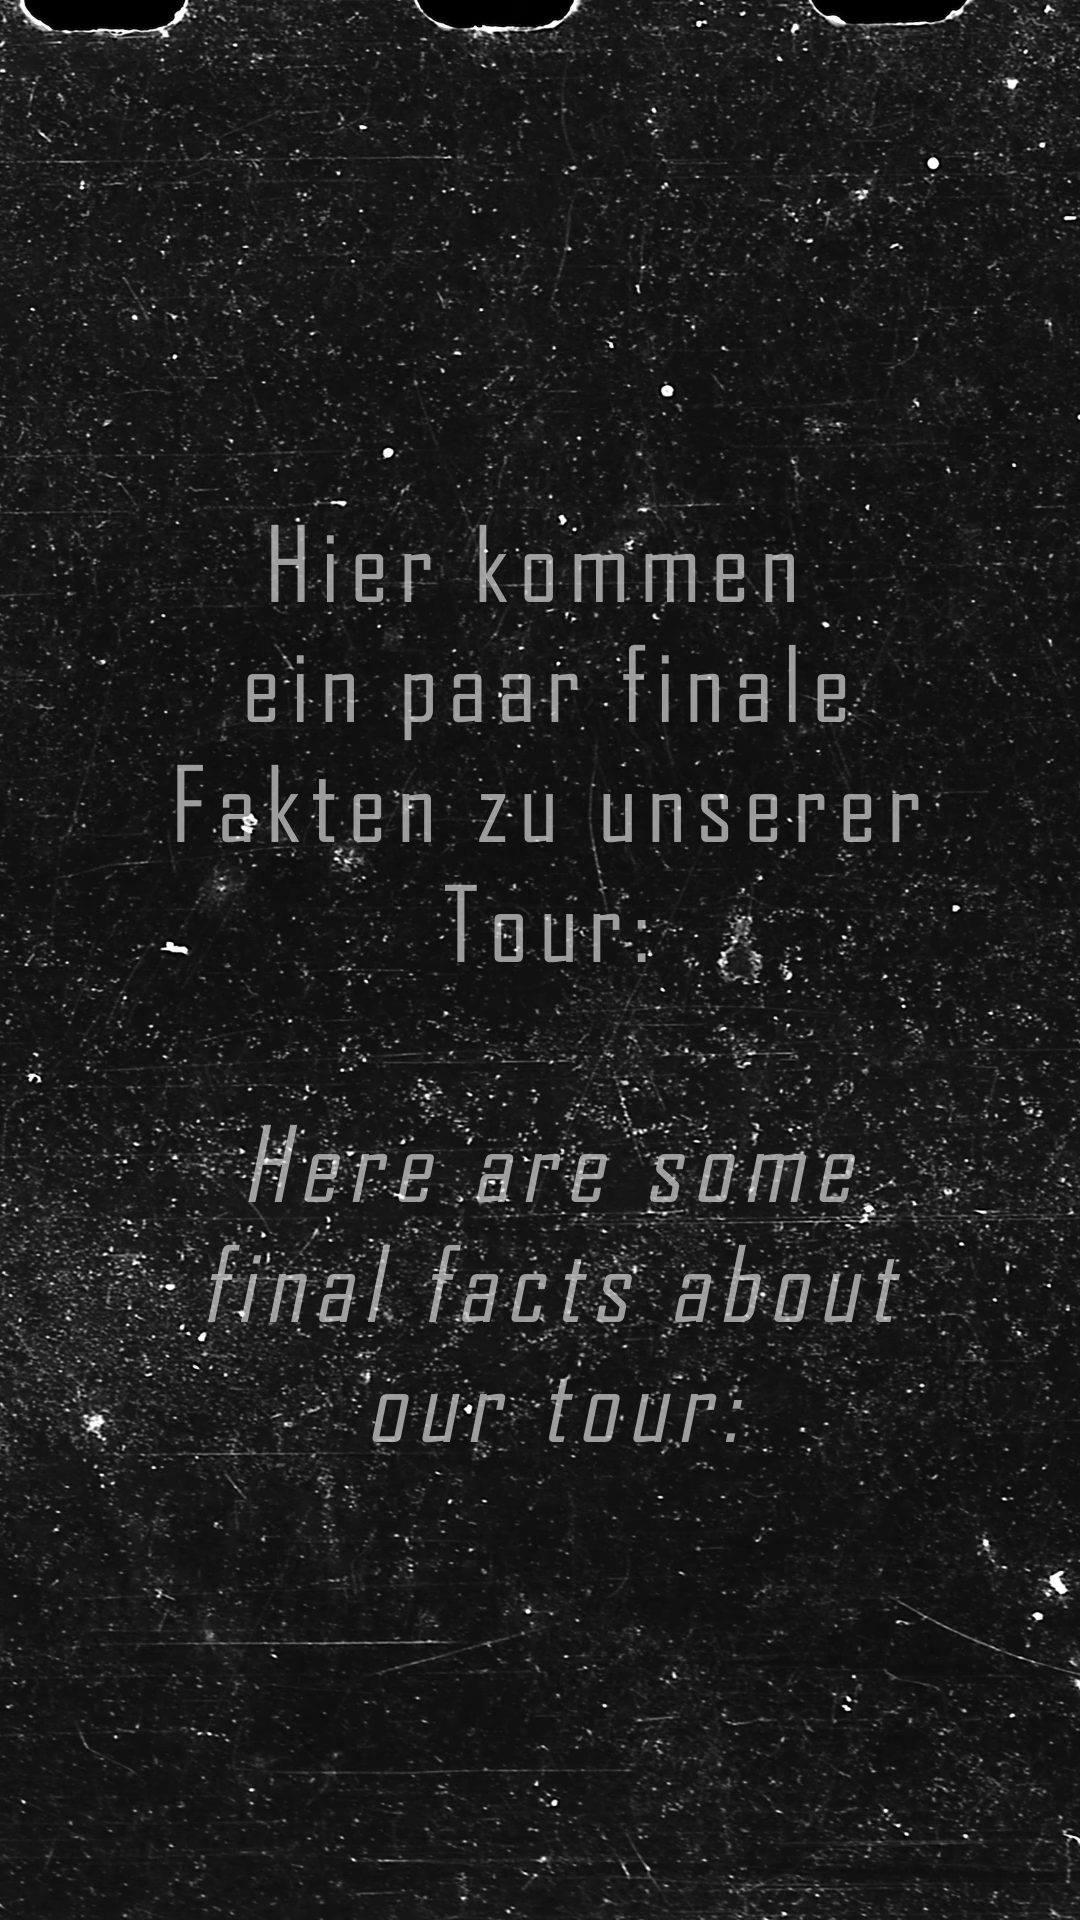 Hier kommen
ein paar finale
Fakten zu unserer
Tour:
Here are some
final facts about
our tour: